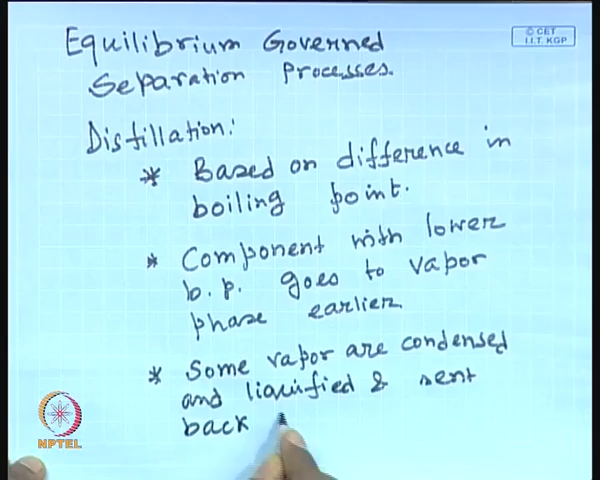 Equilibrium Governed
Separation Processes.
© CET
I.I.T. KGP
Distillation:
* Based on difference in
boiling point.
* Component with lower
b.p. goes to vapor
phase earlier.
* Some vapor are condensed
and liquified & sent
back
NPTEL